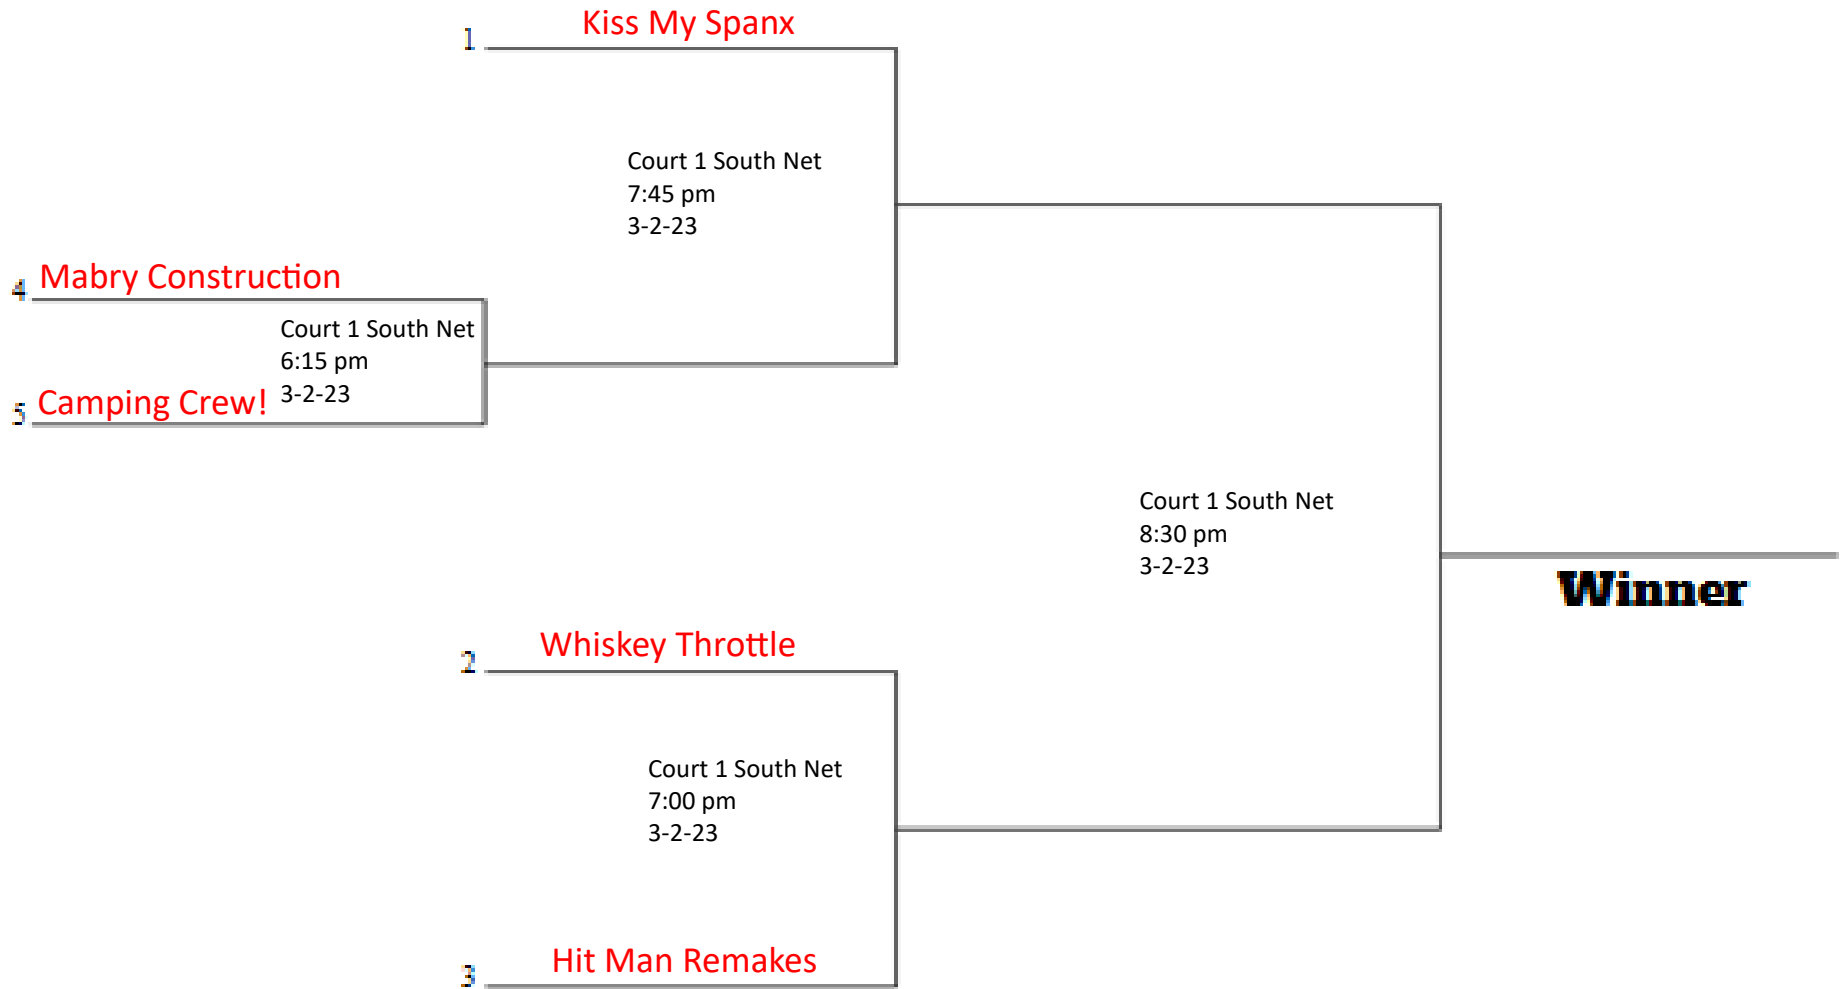 1 Kiss My Spanx
Court 1 South Net
7:45 pm
3-2-23
4 Mabry Construction
Court 1 South Net
6:15 pm
3-2-23
5 Camping Crew!
Court 1 South Net
8:30 pm
3-2-23
Winner
2 Whiskey Throttle
Court 1 South Net
7:00 pm
3-2-23
3 Hit Man Remakes